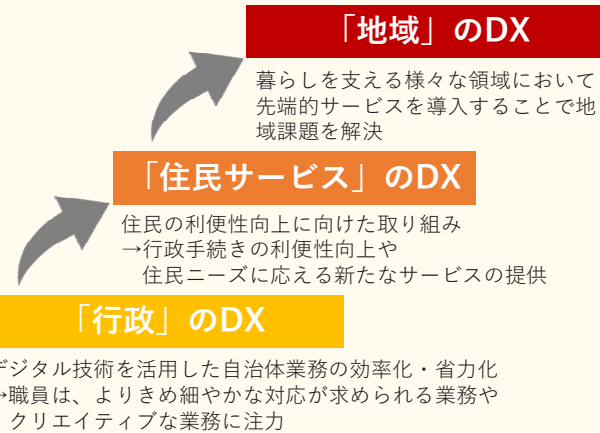 「地域」のDX
暮らしを支える様々な領域において
先端的サービスを導入することで地
域課題を解決
「住民サービス」のDX
住民の利便性向上に向けた取り組み
→行政手続きの利便性向上や
住民ニーズに応える新たなサービスの提供
「行政」のDX
デジタル技術を活用した自治体業務の効率化・省力化
→職員は、よりきめ細やかな対応が求められる業務や
クリエイティブな業務に注力